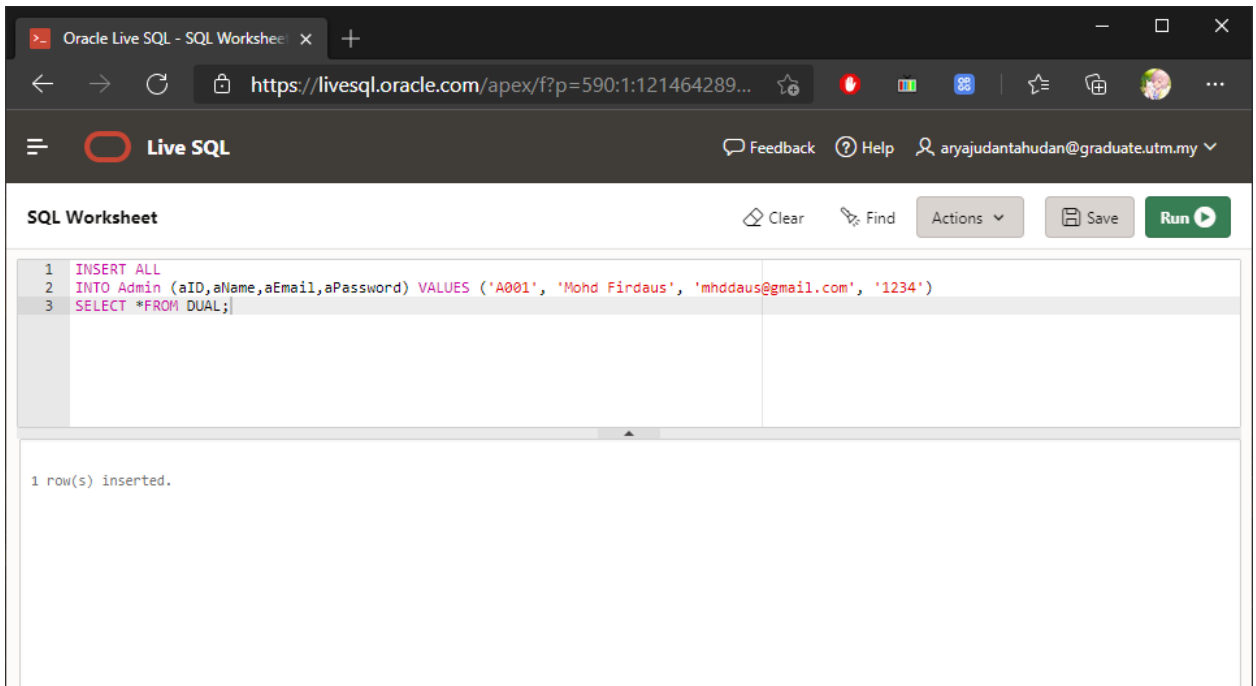 Oracle Live SQL - SQL Workshee
https://livesql.oracle.com/apex/f?p=590:1:121464289...
Live SQL
Feedback Help aryajudantahudan@graduate.utm.my
SQL Worksheet
Clear Find Actions Save Run
1 INSERT ALL
2 INTO Admin (aID,aName,aEmail,aPassword) VALUES ('A001', 'Mohd Firdaus', 'mhddaus@gmail.com', '1234')
3 SELECT *FROM DUAL;
1 row(s) inserted.